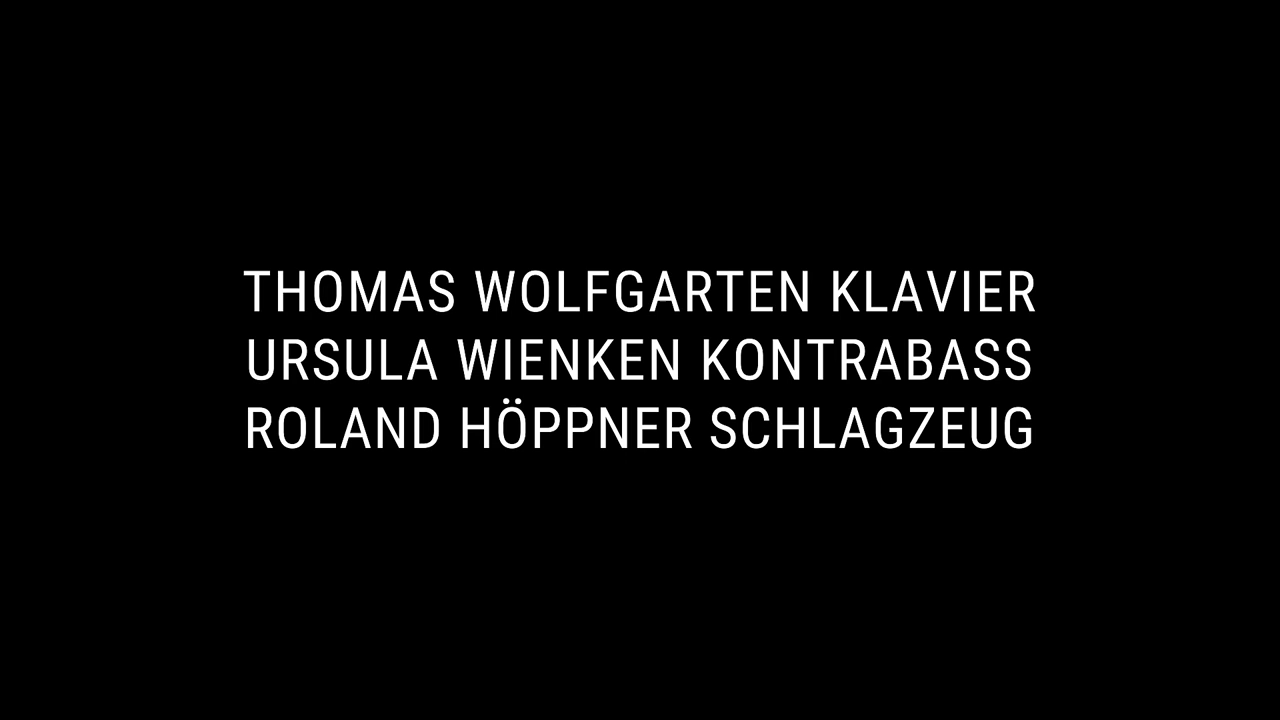 THOMAS WOLFGARTEN KLAVIER
URSULA WIENKEN KONTRABASS
ROLAND HÖPPNER SCHLAGZEUG